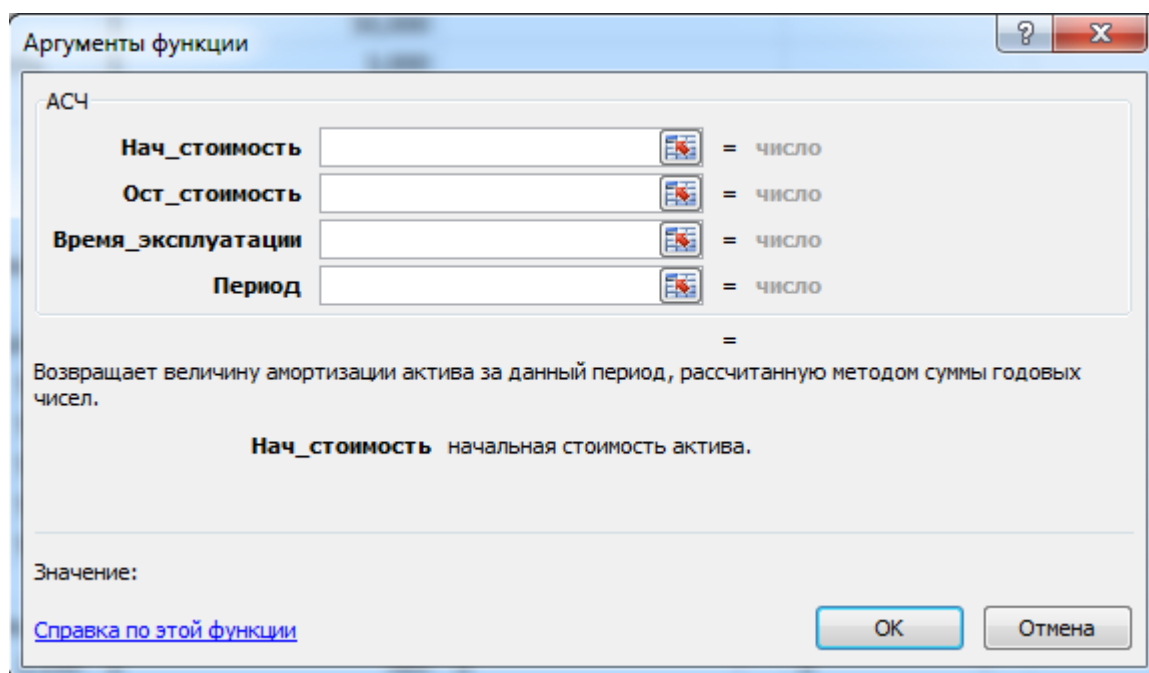 Аргументы функции
АСЧ
Нач_стоимость = число
Ост_стоимость = число
Время_эксплуатации = число
Период = число
=
Возвращает величину амортизации актива за данный период, рассчитанную методом суммы годовых
чисел.
Нач_стоимость начальная стоимость актива.
Значение:
Справка по этой функции
ОК
Отмена